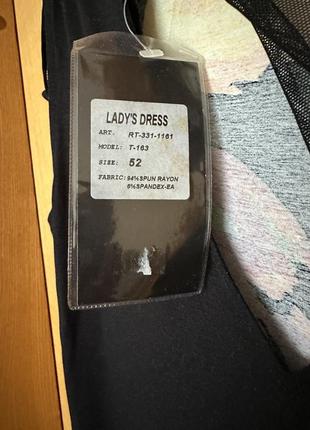 LADY'S DRESS
ART. RT-331-1161
MODEL: T-163
SIZE: 52
FABRIC: 94%SPUN RAYON
6%SPANDEX-EA